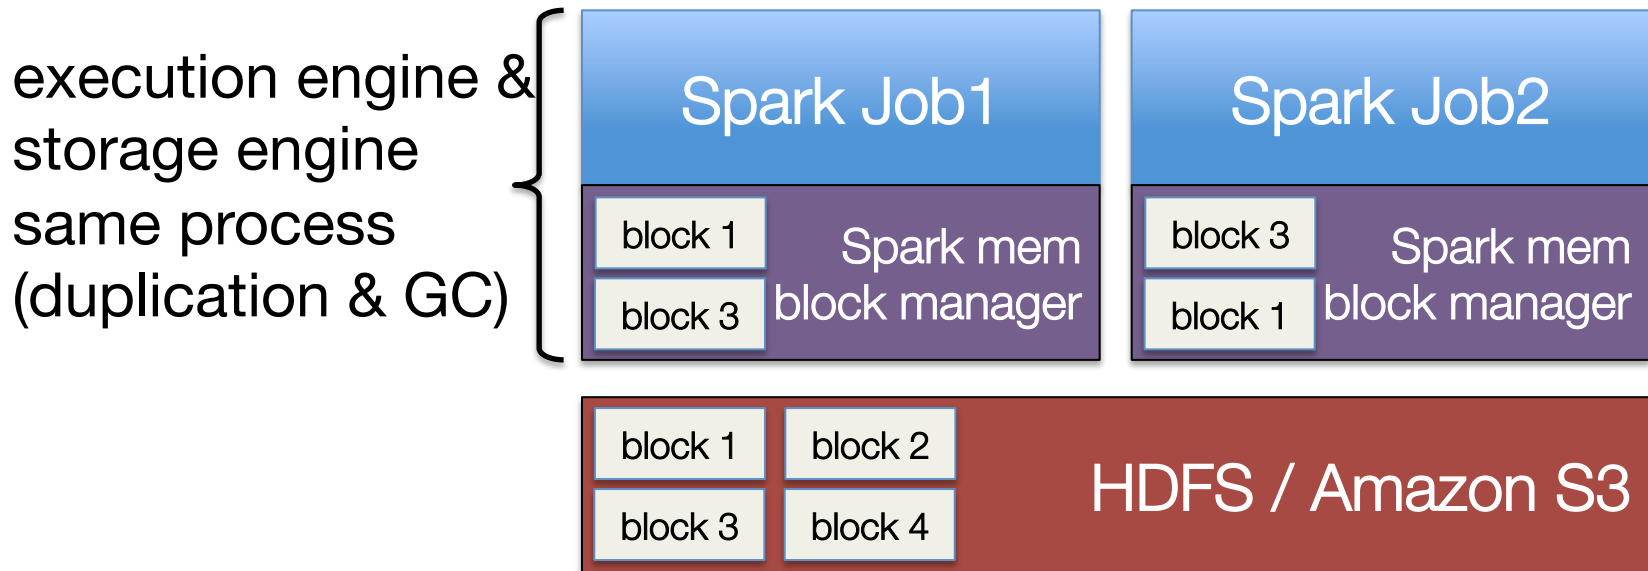 execution engine &
storage engine
same process
(duplication & GC)
Spark Job1
block 1
block 3
Spark mem
block manager
Spark Job2
block 3
block 1
Spark mem
block manager
block 1
block 2
block 3
block 4
HDFS / Amazon S3